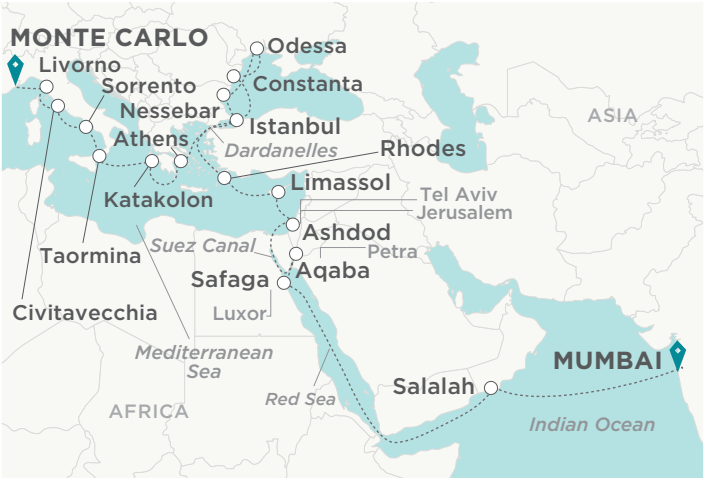 MONTE CARLO
Odessa
Livorno
Sorrento
Constanta
Nessebar
ASIA
Istanbul
Athens
Dardanelles
Rhodes
Limassol
Katakolon
Tel Aviv
Jerusalem
Ashdod
Suez Canal
Petra
Taormina
Aqaba
Safaga
Civitavecchia
Luxor
Mediterranean
Sea
MUMBAI
Salalah
Red Sea
AFRICA
Indian Ocean